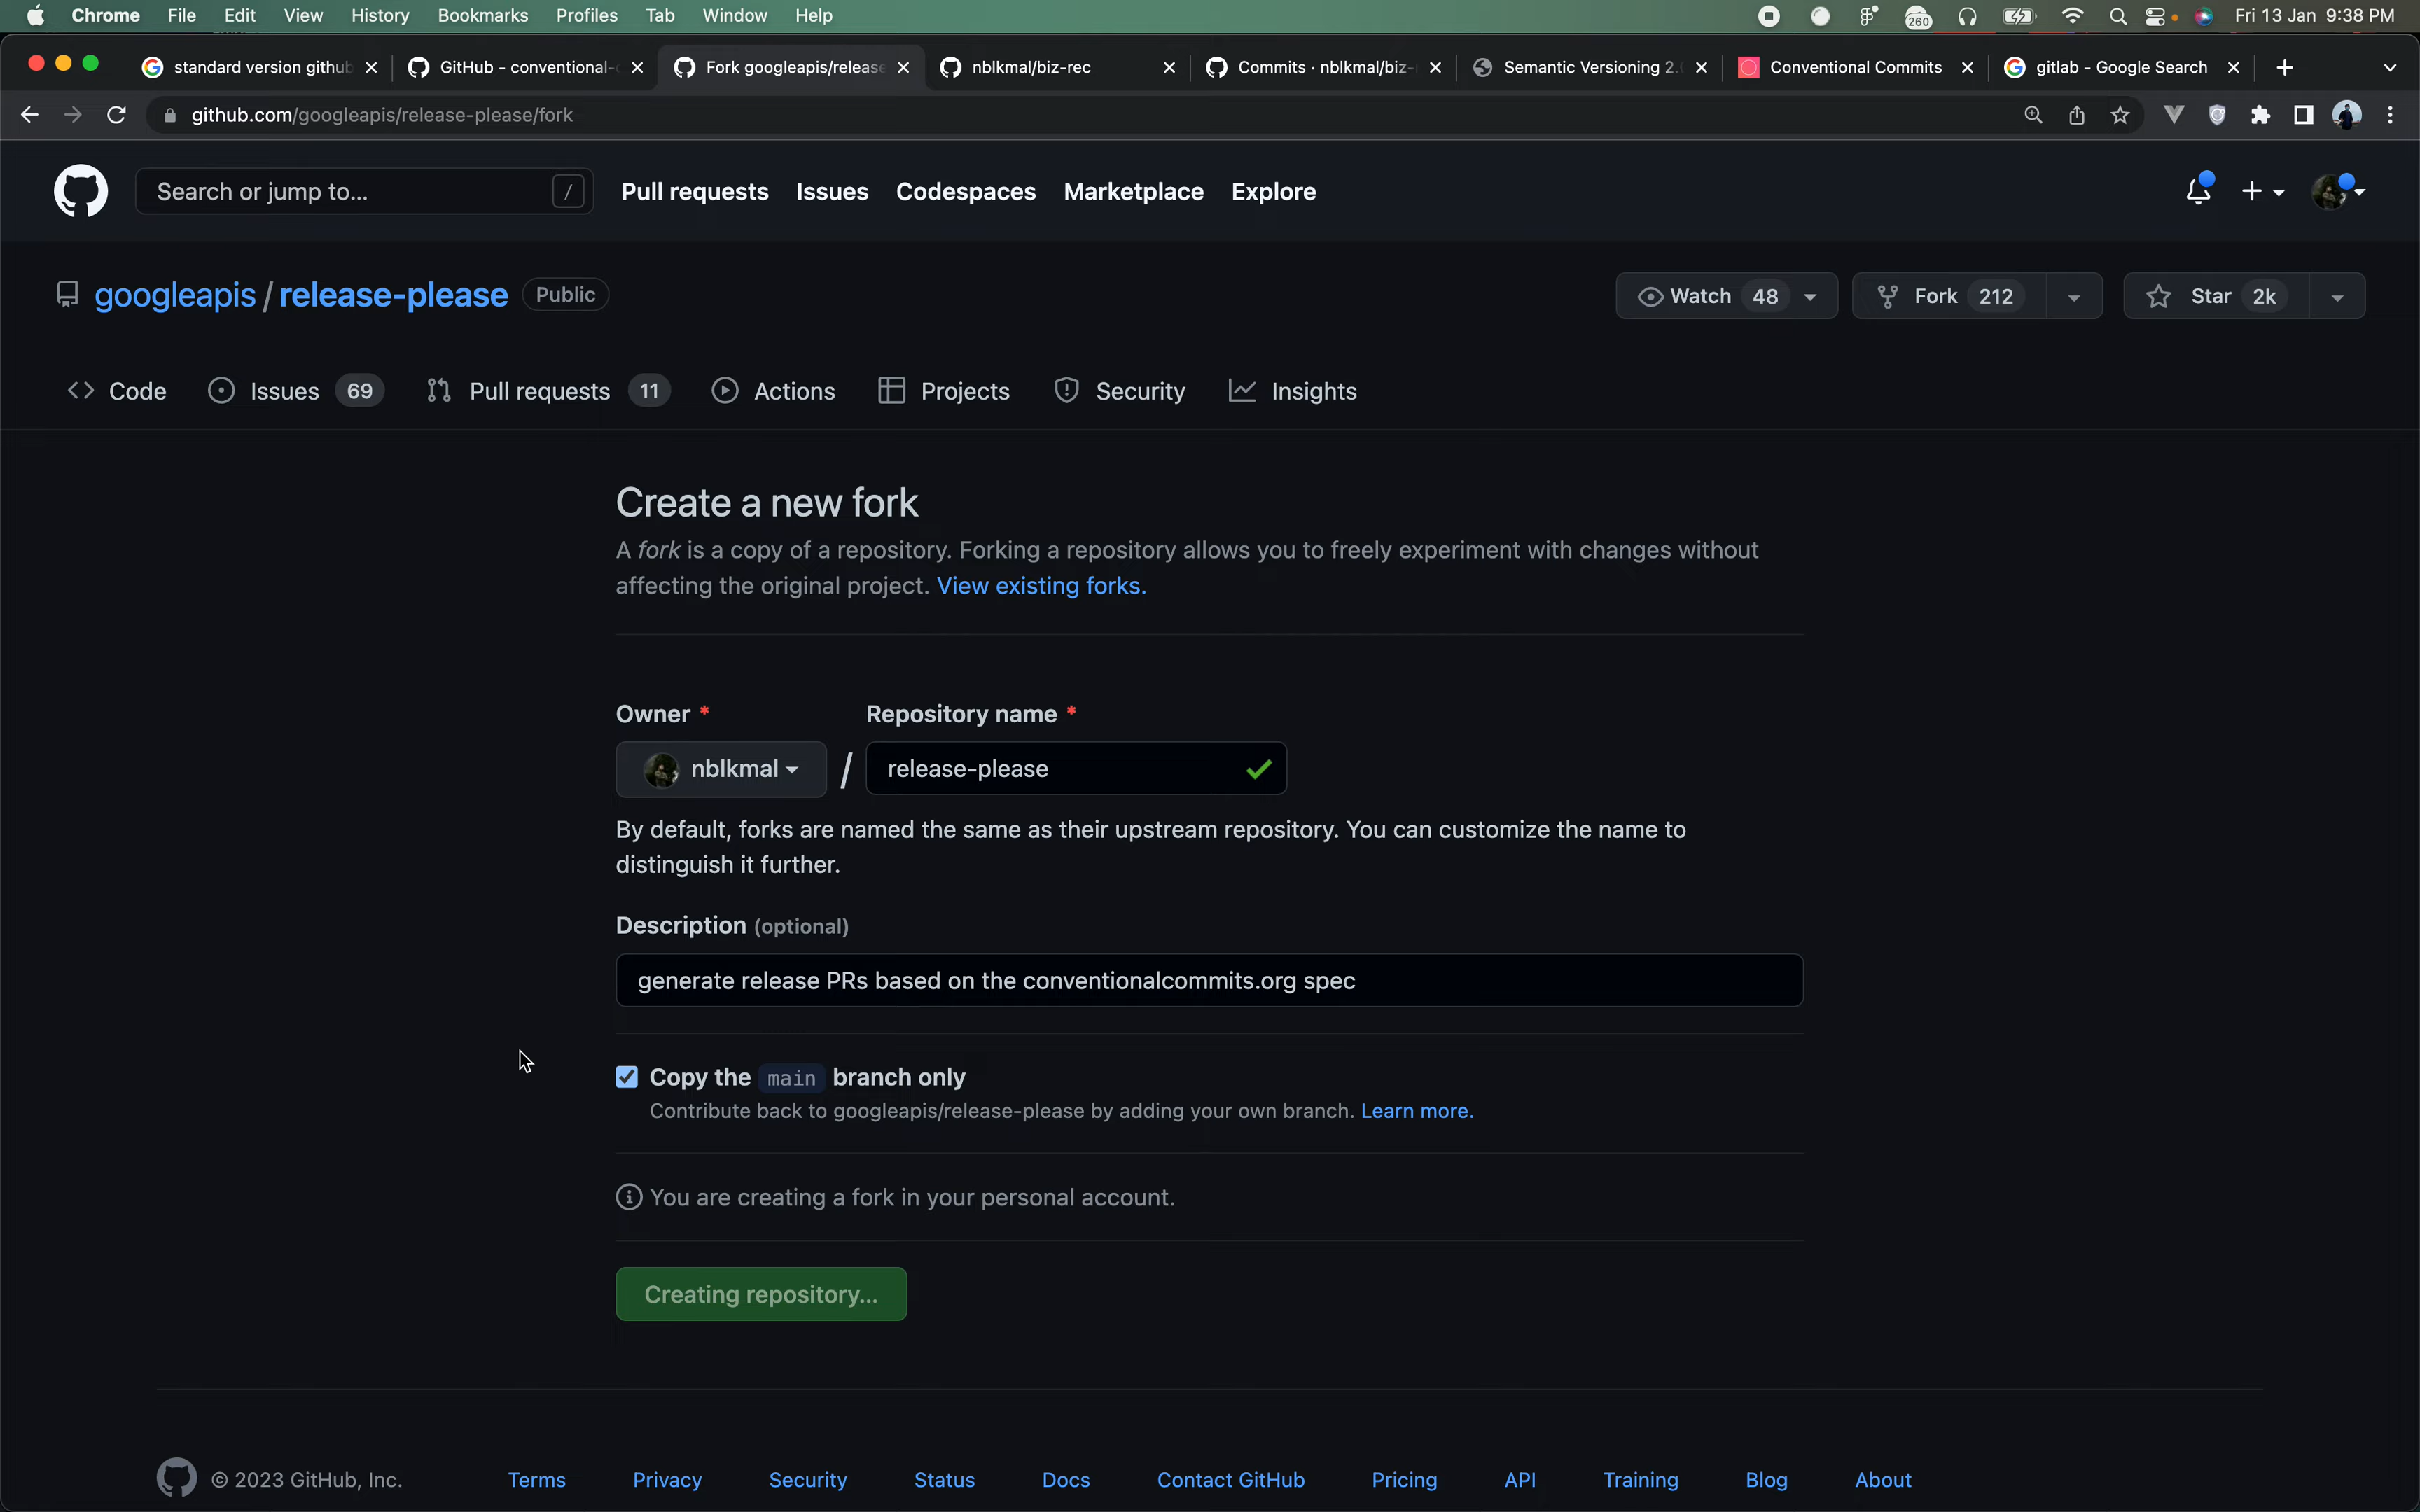 Chrome File Edit View History Bookmarks Profiles Tab Window Help 260 Fri 13 Jan 9:38 PM
standard version github GitHub - conventional- Fork googleapis/release nblkmal/biz-rec Commits · nblkmal/biz- Semantic Versioning 2. Conventional Commits gitlab - Google Search
github.com/googleapis/release-please/fork
Search or jump to... / Pull requests Issues Codespaces Marketplace Explore
googleapis / release-please Public Watch 48 Fork 212 Star 2k
Code Issues 69 Pull requests 11 Actions Projects Security Insights
Create a new fork
A fork is a copy of a repository. Forking a repository allows you to freely experiment with changes without
affecting the original project. View existing forks.
Owner * Repository name *
nblkmal / release-please
By default, forks are named the same as their upstream repository. You can customize the name to
distinguish it further.
Description (optional)
generate release PRs based on the conventionalcommits.org spec
Copy the main branch only
Contribute back to googleapis/release-please by adding your own branch. Learn more.
You are creating a fork in your personal account.
Creating repository...
© 2023 GitHub, Inc. Terms Privacy Security Status Docs Contact GitHub Pricing API Training Blog About